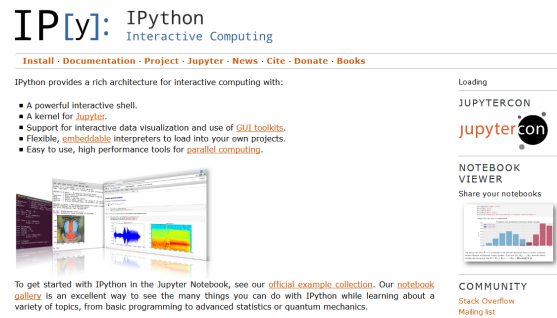 IP[y]:
IPython
Interactive Computing
Install · Documentation · Project · Jupyter · News · Cite · Donate · Books
IPython provides a rich architecture for interactive computing with:
A powerful interactive shell.
A kernel for Jupyter.
Support for interactive data visualization and use of GUI toolkits.
Flexible, embeddable interpreters to load into your own projects.
Easy to use, high performance tools for parallel computing.
To get started with IPython in the Jupyter Notebook, see our official example collection. Our notebook
gallery is an excellent way to see the many things you can do with IPython while learning about a
variety of topics, from basic programming to advanced statistics or quantum mechanics.
Loading
JUPYTERCON
jupytercon
NOTEBOOK
VIEWER
Share your notebooks
COMMUNITY
Stack Overflow
Mailing list